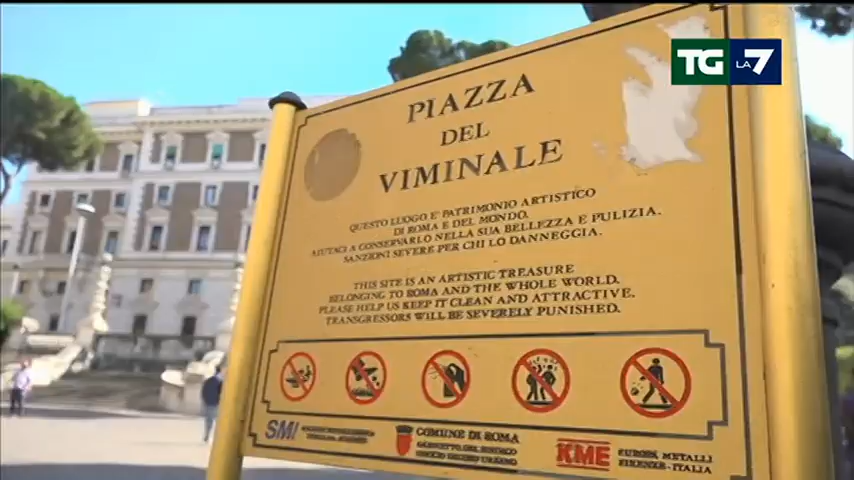 TG LA7
PIAZZA
DEL
VIMINALE
QUESTO LUOGO E' PATRIMONIO ARTISTICO
DI ROMA E DEL MONDO.
AIUTACI A CONSERVARLO NELLA SUA BELLEZZA E PULIZIA.
SANZIONI SEVERE PER CHI LO DANNEGGIA.
THIS SITE IS AN ARTISTIC TREASURE
BELONGING TO ROMA AND THE WHOLE WORLD.
PLEASE HELP US KEEP IT CLEAN AND ATTRACTIVE.
TRANSGRESSORS WILL BE SEVERELY PUNISHED.
SMI
COMUNE DI ROMA
KME
EUROPA METALLI
FIRENZE-ITALIA